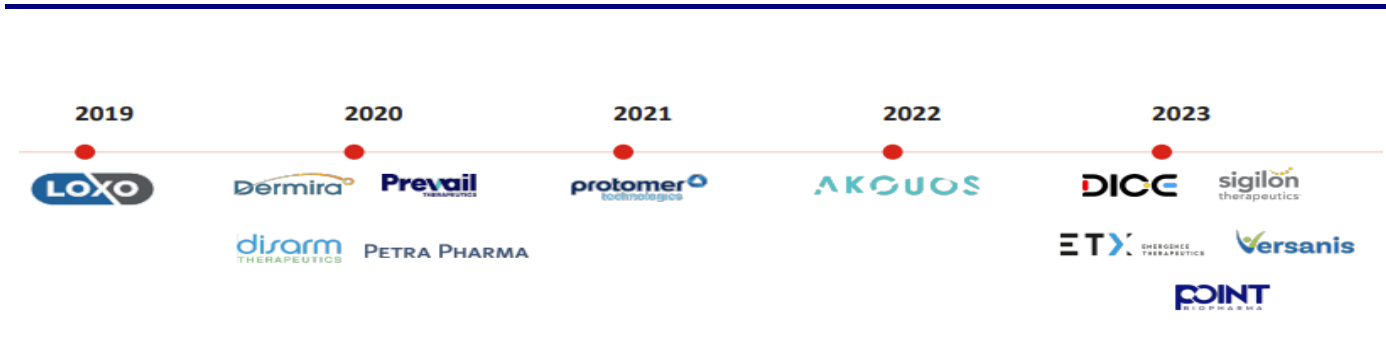 2019 2020 2021 2022 2023
LOXO Dermira Prevail protomer AKOUOS DICE sigilon
THERAPEUTICS technologies therapeutics
disarm PETRA PHARMA ETX EMERGENCE Versanis
THERAPEUTICS THERAPEUTICS
POINT
BIOPHARMA